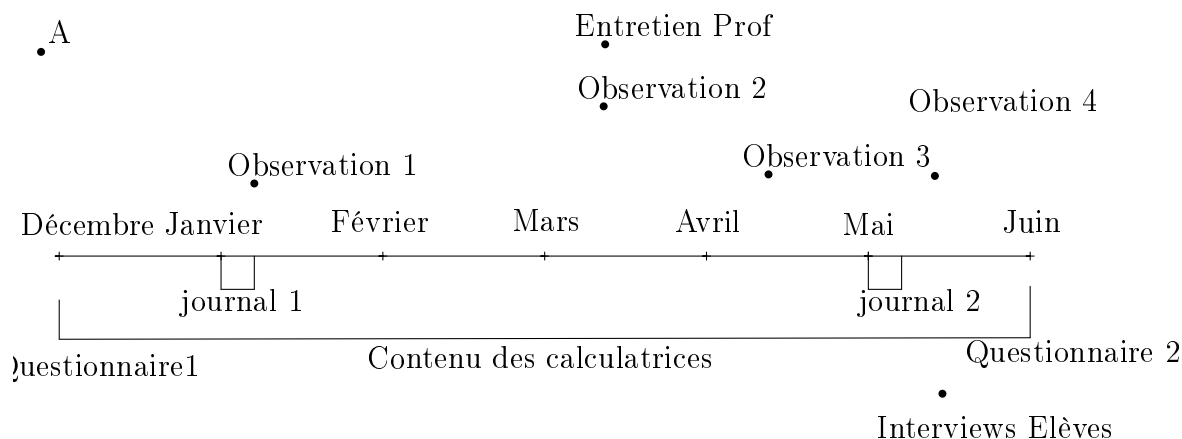 A
Entretien Prof
Observation 2
Observation 4
Observation 1
Observation 3
Décembre Janvier Février Mars Avril Mai Juin
journal 1 journal 2
Contenu des calculatrices
uestionnaire1
Questionnaire 2
Interviews Elèves